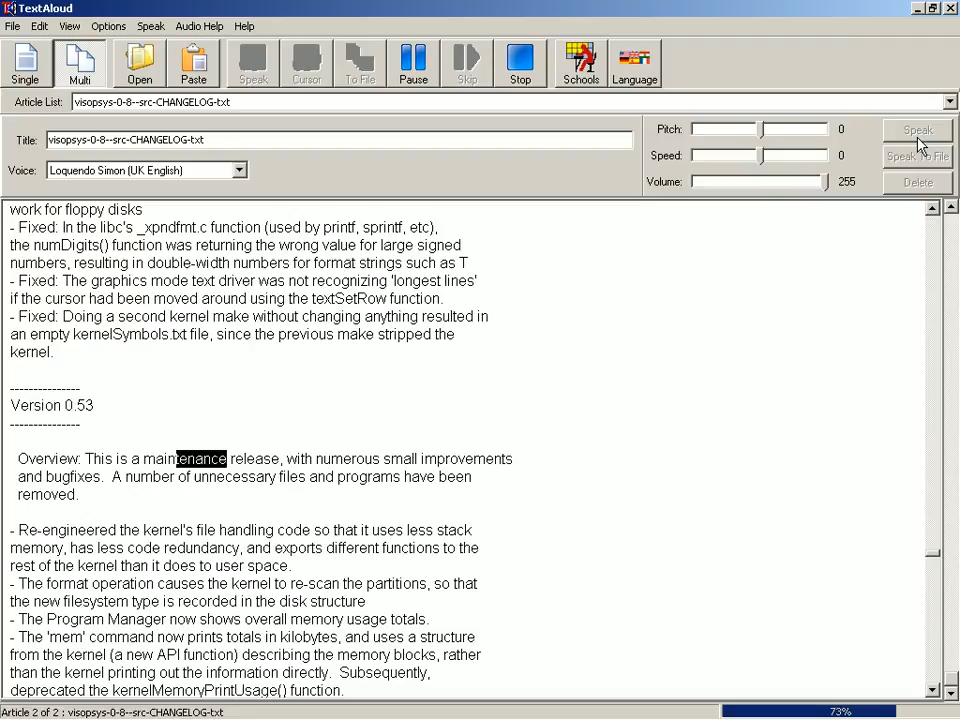 TextAloud
File Edit View Options Speak Audio Help Help
Single Multi Open Paste Speak Cursor To File Pause Skip Stop Schools Language
Article List: visopsys-0-8--src-CHANGELOG-txt
Title: visopsys-0-8--src-CHANGELOG-txt
Voice: Loquendo Simon (UK English)
Pitch: 0 Speak
Speed: 0 Speak To File
Volume: 255 Delete
work for floppy disks
- Fixed: In the libc's _xpndfmt.c function (used by printf, sprintf, etc),
the numDigits() function was returning the wrong value for large signed
numbers, resulting in double-width numbers for format strings such as T
- Fixed: The graphics mode text driver was not recognizing 'longest lines'
if the cursor had been moved around using the textSetRow function.
- Fixed: Doing a second kernel make without changing anything resulted in
an empty kernelSymbols.txt file, since the previous make stripped the
kernel.
---------------
Version 0.53
---------------
Overview: This is a maintenance release, with numerous small improvements
and bugfixes.  A number of unnecessary files and programs have been
removed.
- Re-engineered the kernel's file handling code so that it uses less stack
memory, has less code redundancy, and exports different functions to the
rest of the kernel than it does to user space.
- The format operation causes the kernel to re-scan the partitions, so that
the new filesystem type is recorded in the disk structure
- The Program Manager now shows overall memory usage totals.
- The 'mem' command now prints totals in kilobytes, and uses a structure
from the kernel (a new API function) describing the memory blocks, rather
than the kernel printing out the information directly.  Subsequently,
deprecated the kernelMemoryPrintUsage() function.
Article 2 of 2 : visopsys-0-8--src-CHANGELOG-txt
73%